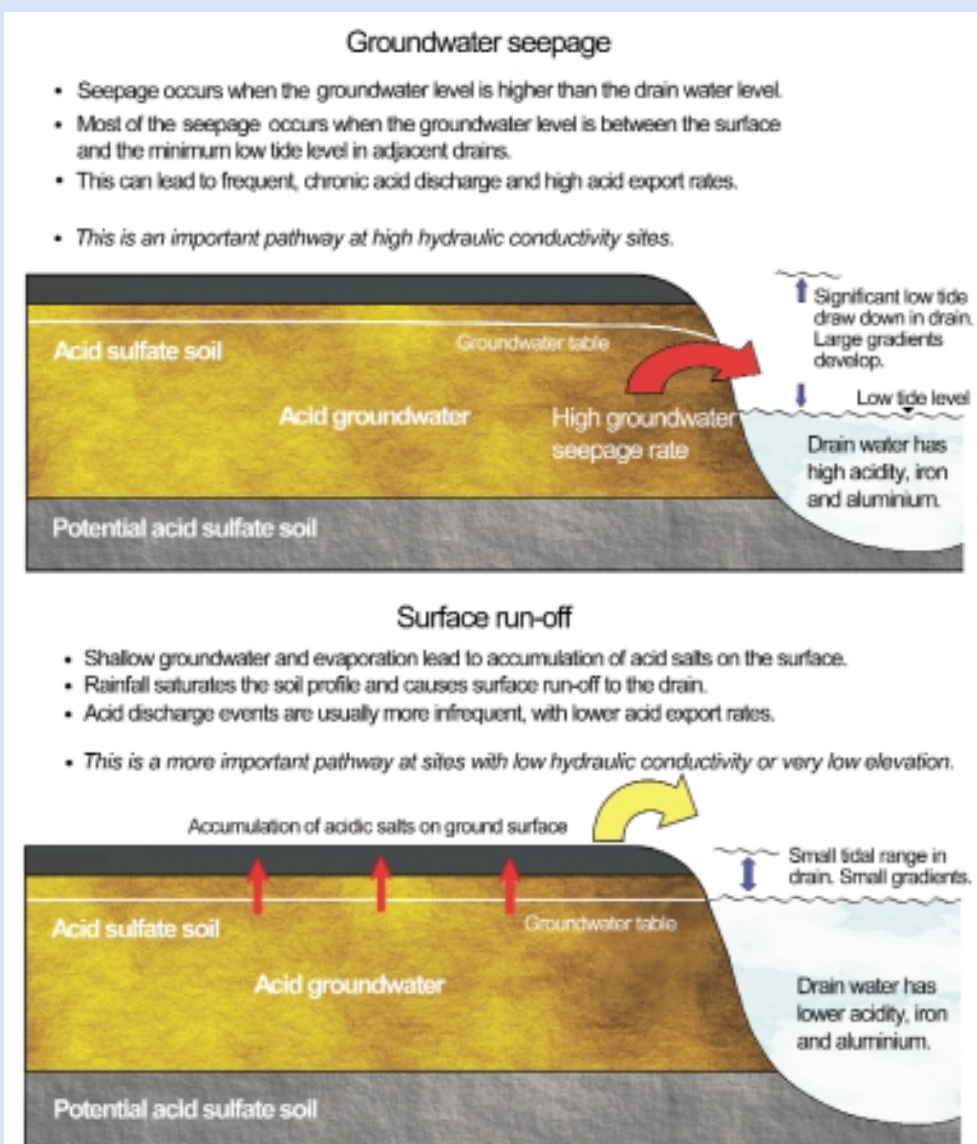 Groundwater seepage
• Seepage occurs when the groundwater level is higher than the drain water level.
• Most of the seepage occurs when the groundwater level is between the surface
and the minimum low tide level in adjacent drains.
• This can lead to frequent, chronic acid discharge and high acid export rates.
• This is an important pathway at high hydraulic conductivity sites.
Significant low tide
draw down in drain.
Large gradients
develop.
Groundwater table
Acid sulfate soil
Low tide level
Acid groundwater
High groundwater
seepage rate
Drain water has
high acidity, iron
and aluminium.
Potential acid sulfate soil
Surface run-off
• Shallow groundwater and evaporation lead to accumulation of acid salts on the surface.
• Rainfall saturates the soil profile and causes surface run-off to the drain.
• Acid discharge events are usually more infrequent, with lower acid export rates.
• This is a more important pathway at sites with low hydraulic conductivity or very low elevation.
Accumulation of acidic salts on ground surface
Small tidal range in
drain. Small gradients.
Acid sulfate soil
Groundwater table
Acid groundwater
Drain water has
lower acidity, iron
and aluminium.
Potential acid sulfate soil